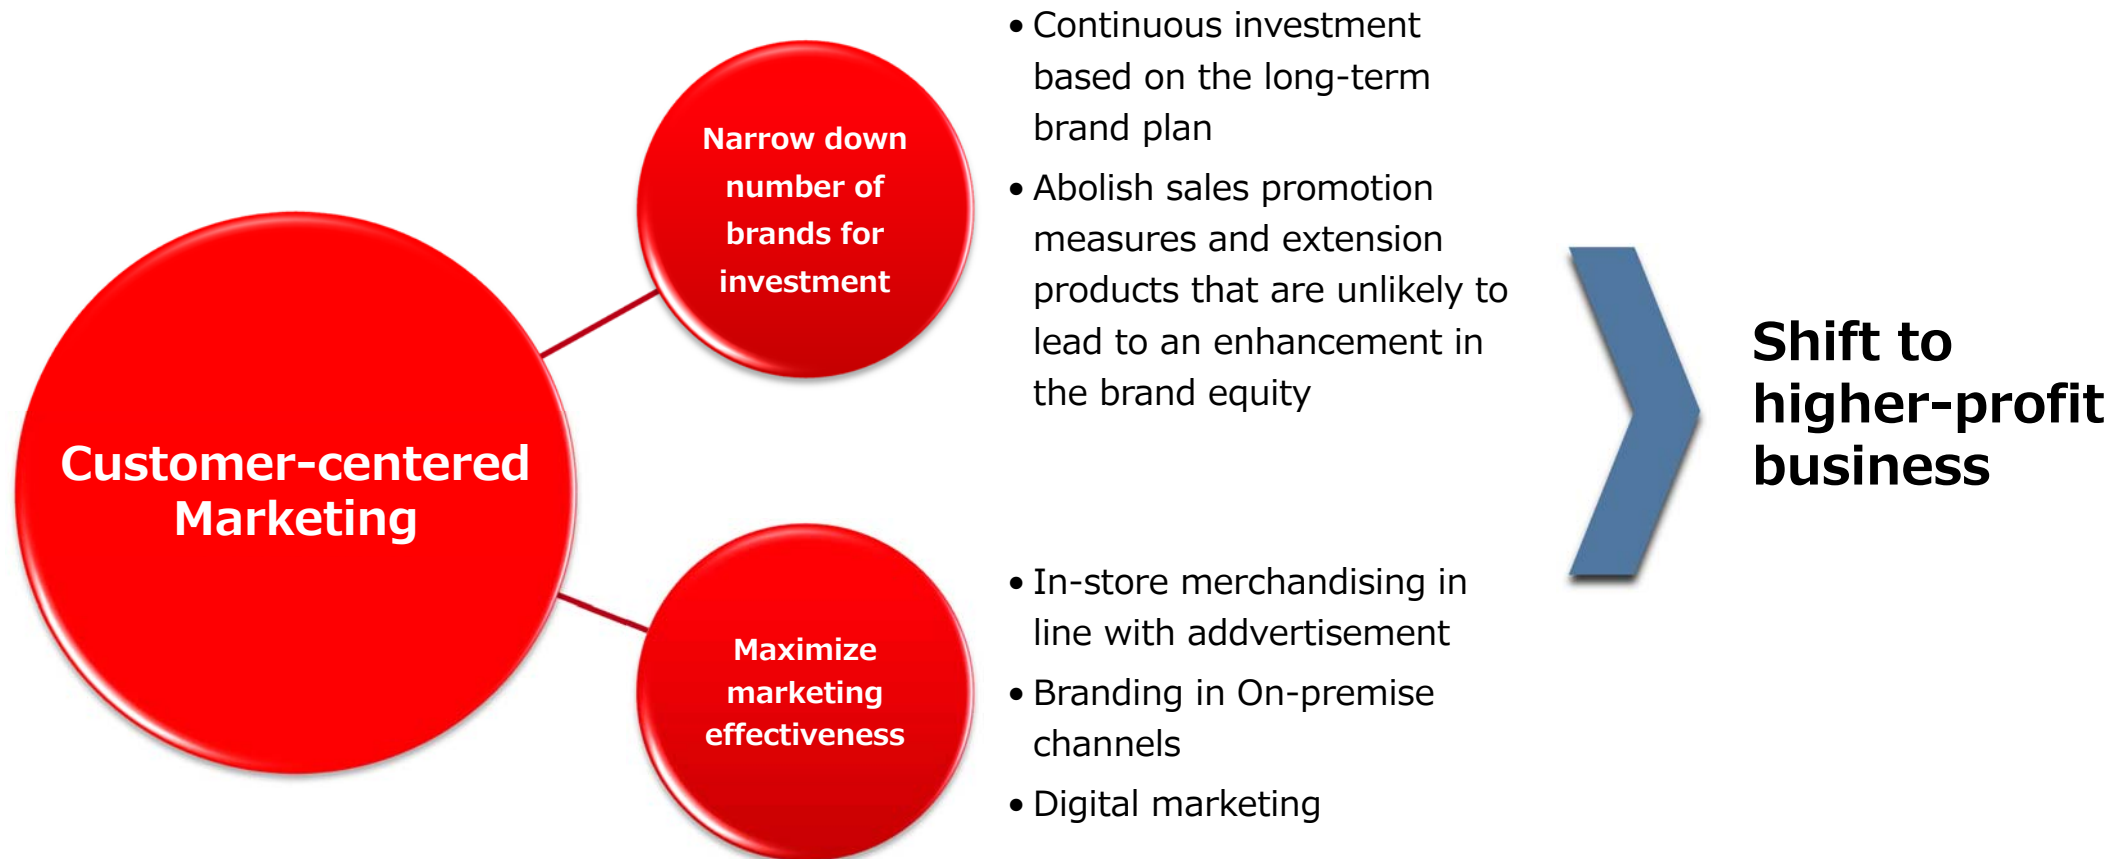 Customer-centered
Marketing
Narrow down
number of
brands for
investment
• Continuous investment
based on the long-term
brand plan
• Abolish sales promotion
measures and extension
products that are unlikely to
lead to an enhancement in
the brand equity
Maximize
marketing
effectiveness
• In-store merchandising in
line with addvertisement
• Branding in On-premise
channels
• Digital marketing
Shift to
higher-profit
business